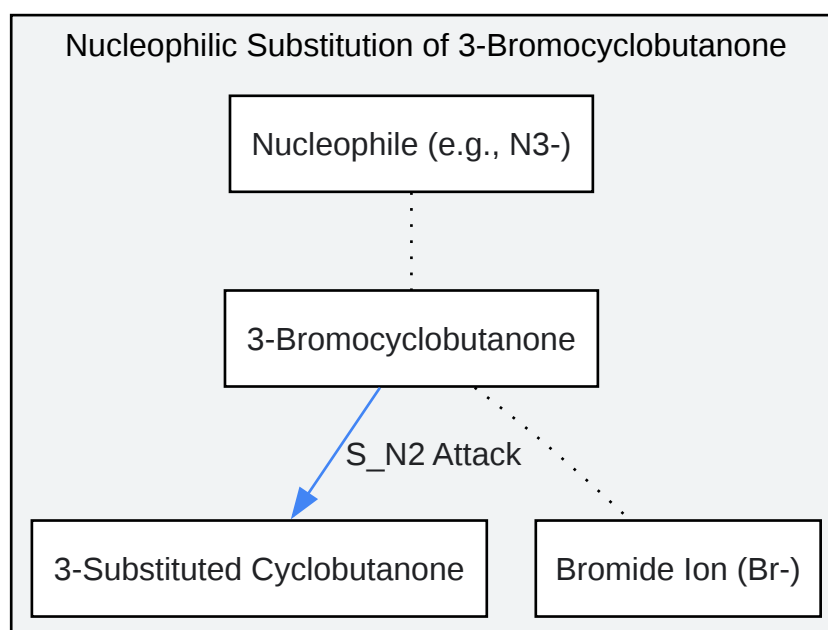 Nucleophilic Substitution of 3-Bromocyclobutanone
Nucleophile (e.g., N3-)
3-Bromocyclobutanone
S_N2 Attack
3-Substituted Cyclobutanone
Bromide Ion (Br-)